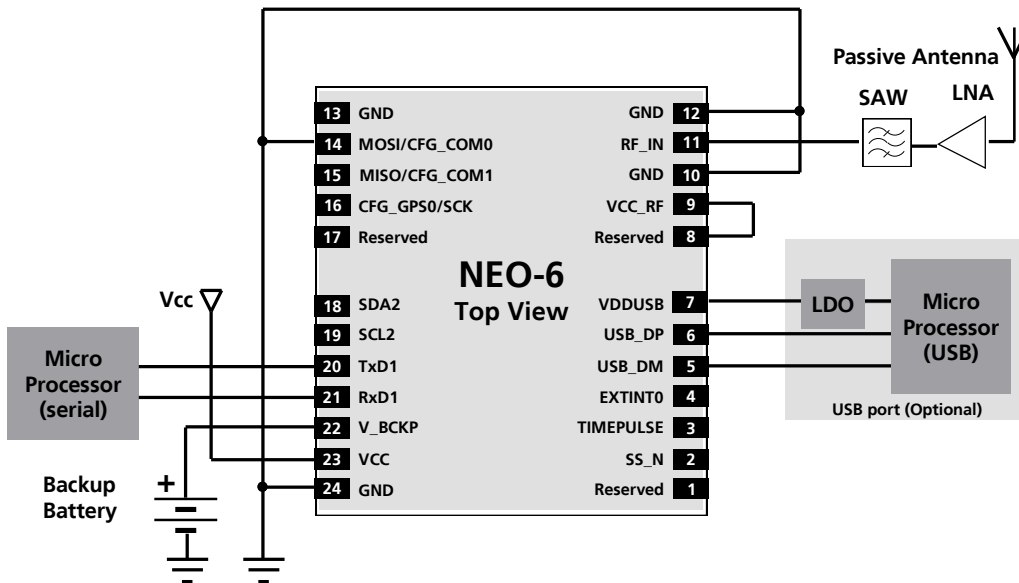 Passive Antenna
SAW
LNA
13 GND
14 MOSI/CFG_COM0
15 MISO/CFG_COM1
16 CFG_GPS0/SCK
17 Reserved
18 SDA2
19 SCL2
20 TxD1
21 RxD1
22 V_BCKP
23 VCC
24 GND
NEO-6
Top View
GND 12
RF_IN 11
GND 10
VCC_RF 9
Reserved 8
VDDUSB 7
USB_DP 6
USB_DM 5
EXTINT0 4
TIMEPULSE 3
SS_N 2
Reserved 1
Vcc
Micro
Processor
(serial)
Backup
Battery
+
LDO
Micro
Processor
(USB)
USB port (Optional)